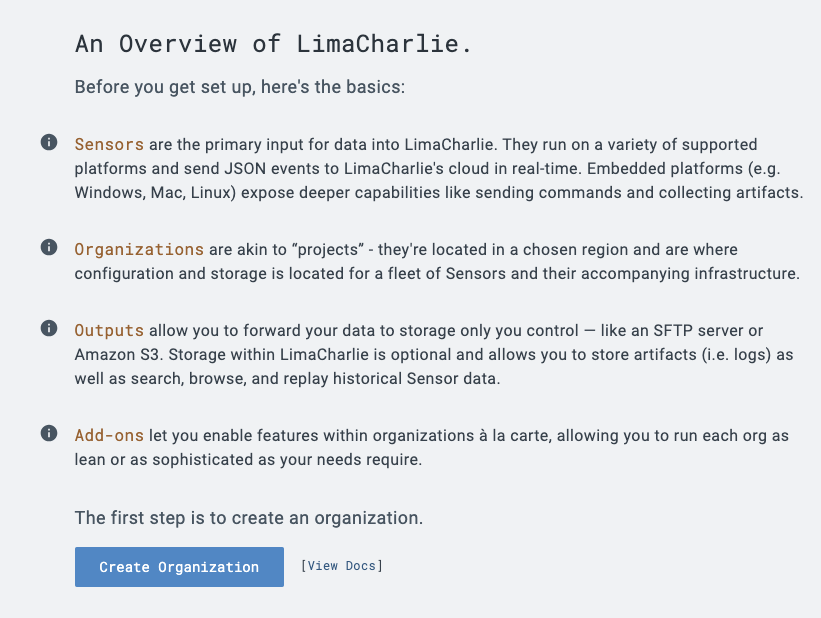 An Overview of LimaCharlie.
Before you get set up, here's the basics:
Sensors are the primary input for data into LimaCharlie. They run on a variety of supported
platforms and send JSON events to LimaCharlie's cloud in real-time. Embedded platforms (e.g.
Windows, Mac, Linux) expose deeper capabilities like sending commands and collecting artifacts.
Organizations are akin to “projects” - they're located in a chosen region and are where
configuration and storage is located for a fleet of Sensors and their accompanying infrastructure.
Outputs allow you to forward your data to storage only you control — like an SFTP server or
Amazon S3. Storage within LimaCharlie is optional and allows you to store artifacts (i.e. logs) as
well as search, browse, and replay historical Sensor data.
Add-ons let you enable features within organizations à la carte, allowing you to run each org as
lean or as sophisticated as your needs require.
The first step is to create an organization.
Create Organization [View Docs]